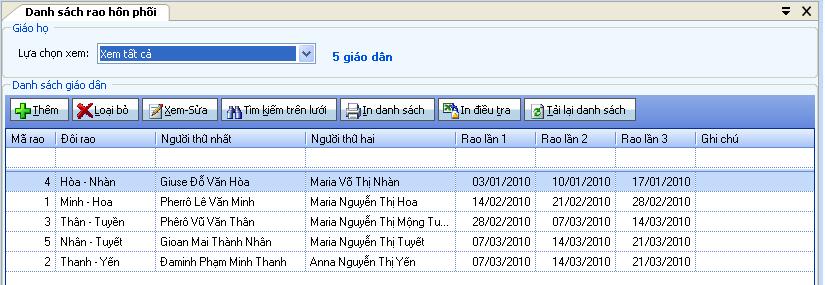 Danh sách rao hôn phối
Giáo họ
Lựa chọn xem: Xem tất cả 5 giáo dân
Danh sách giáo dân
Thêm Loại bỏ Xem-Sửa Tìm kiếm trên lưới In danh sách In điều tra Tải lại danh sách
Mã rao Đôi rao Người thứ nhất Người thứ hai Rao lần 1 Rao lần 2 Rao lần 3 Ghi chú
4 Hòa - Nhàn Giuse Đỗ Văn Hòa Maria Võ Thị Nhàn 03/01/2010 10/01/2010 17/01/2010
1 Minh - Hoa Pherrô Lê Văn Minh Maria Nguyễn Thị Hoa 14/02/2010 21/02/2010 28/02/2010
3 Thân - Tuyền Phêrô Vũ Văn Thân Maria Nguyễn Thị Mộng Tu... 28/02/2010 07/03/2010 14/03/2010
5 Nhân - Tuyết Gioan Mai Thành Nhân Maria Nguyễn Thị Tuyết 07/03/2010 14/03/2010 21/03/2010
2 Thanh - Yến Đaminh Phạm Minh Thanh Anna Nguyễn Thị Yến 07/03/2010 14/03/2010 21/03/2010